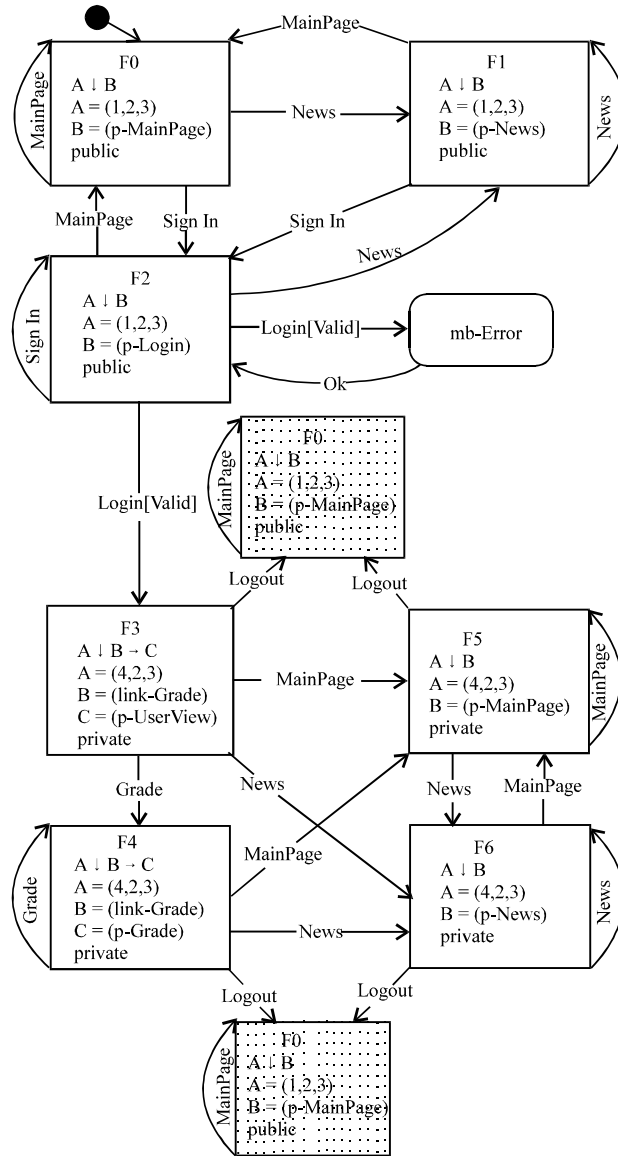 MainPage
MainPage
F0
A ↓ B
A = (1,2,3)
B = (p-MainPage)
public
News
F1
A ↓ B
A = (1,2,3)
B = (p-News)
public
News
MainPage
Sign In
Sign In
News
Sign In
F2
A ↓ B
A = (1,2,3)
B = (p-Login)
public
Login[Valid]
mb-Error
Ok
Login[Valid]
MainPage
F0
A ↓ B
A = (1,2,3)
B = (p-MainPage)
public
Logout
Logout
F3
A ↓ B → C
A = (4,2,3)
B = (link-Grade)
C = (p-UserView)
private
MainPage
F5
A ↓ B
A = (4,2,3)
B = (p-MainPage)
private
MainPage
Grade
News
News
MainPage
Grade
F4
A ↓ B → C
A = (4,2,3)
B = (link-Grade)
C = (p-Grade)
private
MainPage
News
F6
A ↓ B
A = (4,2,3)
B = (p-News)
private
News
Logout
Logout
MainPage
F0
A ↓ B
A = (1,2,3)
B = (p-MainPage)
public